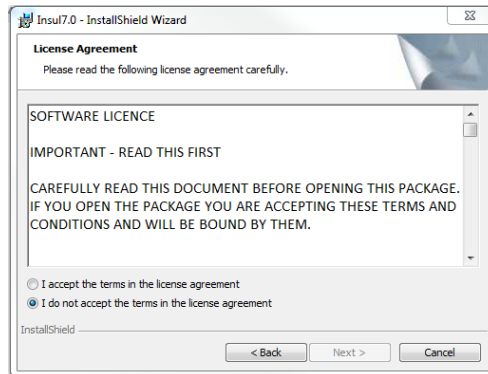 Insul7.0 - InstallShield Wizard
License Agreement
Please read the following license agreement carefully.
SOFTWARE LICENCE
IMPORTANT - READ THIS FIRST
CAREFULLY READ THIS DOCUMENT BEFORE OPENING THIS PACKAGE.
IF YOU OPEN THE PACKAGE YOU ARE ACCEPTING THESE TERMS AND
CONDITIONS AND WILL BE BOUND BY THEM.
I accept the terms in the license agreement
I do not accept the terms in the license agreement
InstallShield
< Back Next > Cancel